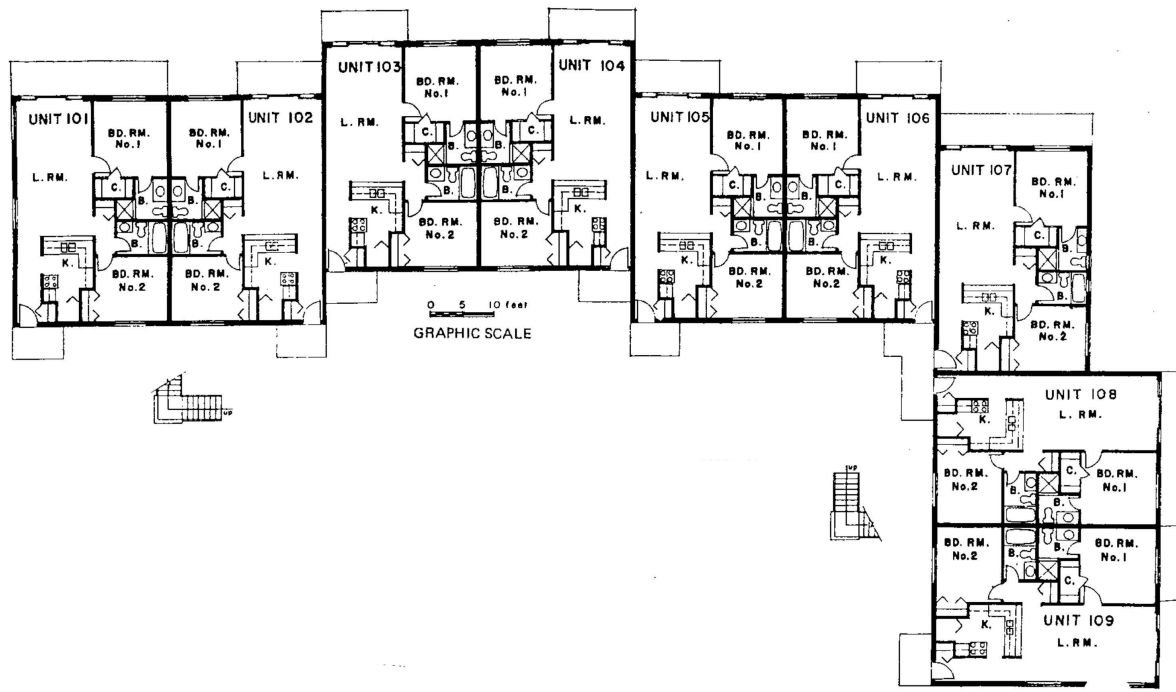 UNIT 101
BD. RM.
No.1
L. RM.
C.
B.
B.
K.
BD. RM.
No.2
BD. RM.
No.1
UNIT 102
L. RM.
C.
B.
B.
K.
BD. RM.
No.2
UNIT 103
BD. RM.
No.1
L. RM.
C.
B.
B.
K.
BD. RM.
No.2
BD. RM.
No.1
UNIT 104
L. RM.
C.
B.
B.
K.
BD. RM.
No.2
UNIT 105
BD. RM.
No.1
L. RM.
C.
B.
B.
K.
BD. RM.
No.2
BD. RM.
No.1
UNIT 106
L. RM.
C.
B.
B.
K.
BD. RM.
No.2
UNIT 107
BD. RM.
No.1
L. RM.
C.
B.
B.
K.
BD. RM.
No.2
0 5 10 feet
GRAPHIC SCALE
up
up
UNIT 108
L. RM.
K.
BD. RM.
No.2
C.
BD. RM.
No.1
B.
B.
BD. RM.
No.2
B.
B.
BD. RM.
No.1
C.
K.
UNIT 109
L. RM.